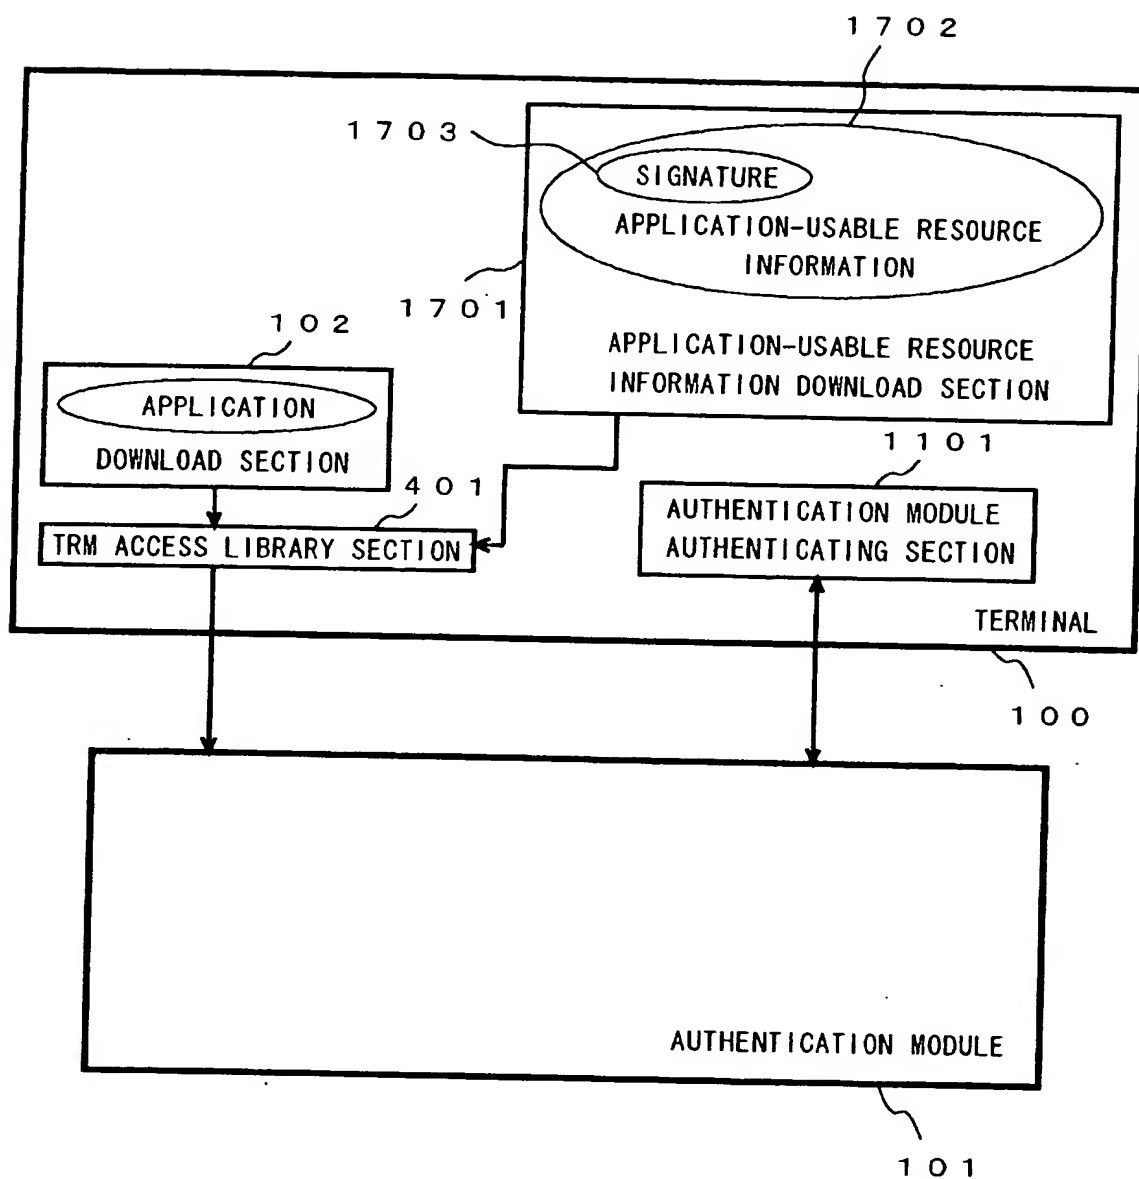 1702
1703
SIGNATURE
APPLICATION-USABLE RESOURCE
INFORMATION
1701
102
APPLICATION-USABLE RESOURCE
INFORMATION DOWNLOAD SECTION
APPLICATION
DOWNLOAD SECTION
1101
401
AUTHENTICATION MODULE
AUTHENTICATING SECTION
TRM ACCESS LIBRARY SECTION
TERMINAL
100
AUTHENTICATION MODULE
101